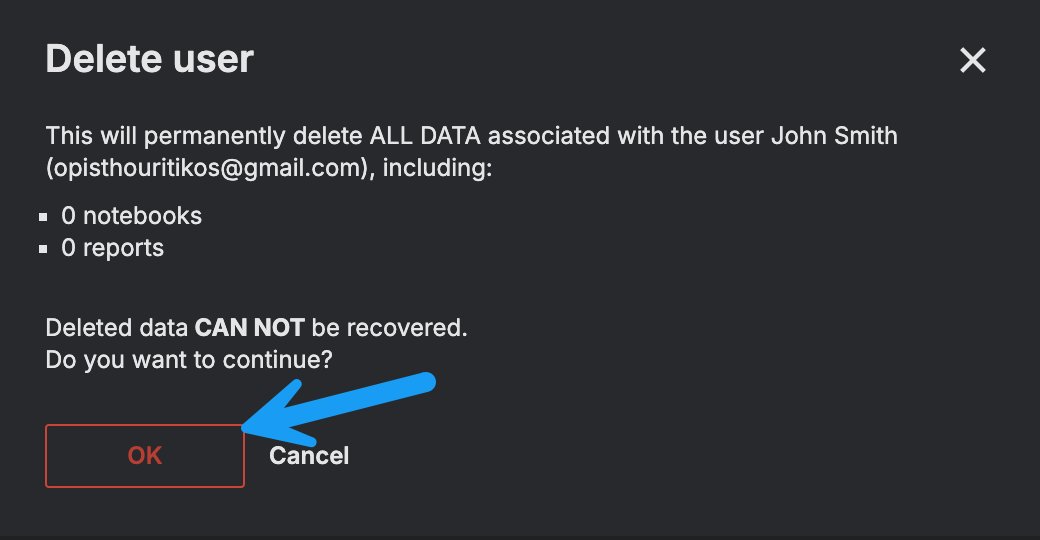 Delete user
This will permanently delete ALL DATA associated with the user John Smith
(opisthouritikos@gmail.com), including:
0 notebooks
0 reports
Deleted data CAN NOT be recovered.
Do you want to continue?
OK
Cancel